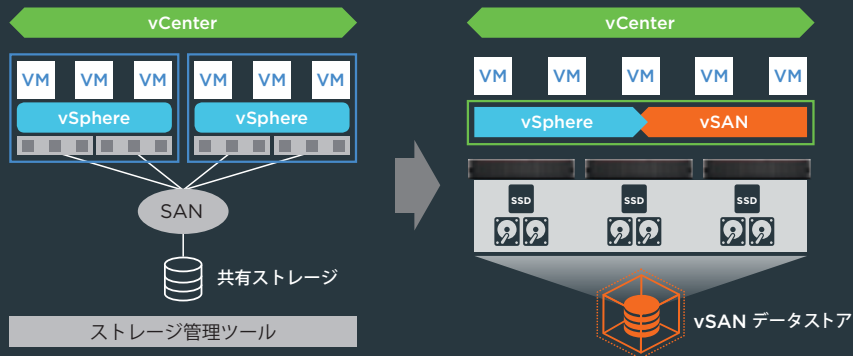 vCenter
VM VM VM VM VM VM
vSphere vSphere
SAN
共有ストレージ
ストレージ管理ツール
vCenter
VM VM VM VM VM
vSphere vSAN
SSD SSD SSD
vSAN データストア